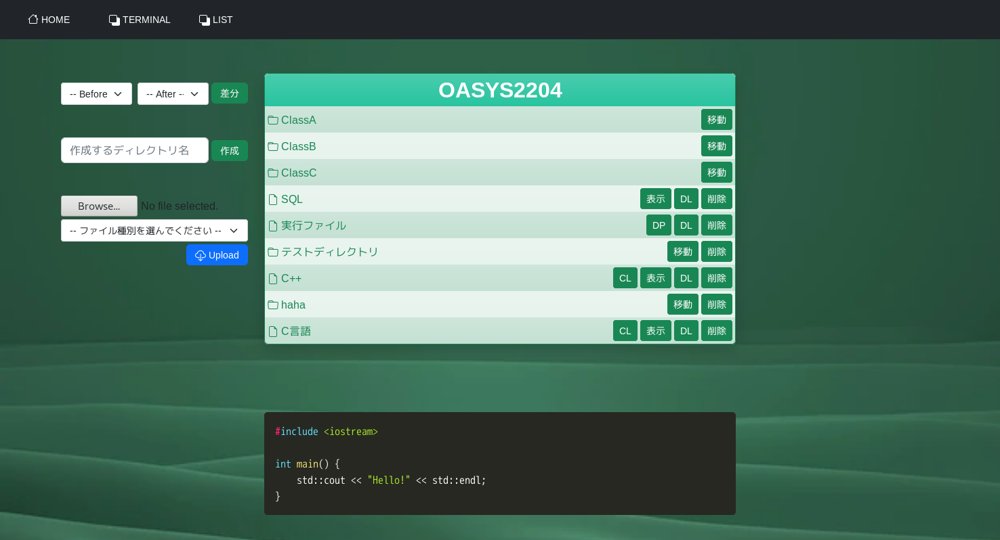 HOME TERMINAL LIST
-- Before
-- After --
差分
作成するディレクトリ名
作成
Browse...
No file selected.
-- ファイル種別を選んでください --
Upload
OASYS2204
ClassA 移動
ClassB 移動
ClassC 移動
SQL 表示 DL 削除
実行ファイル DP DL 削除
テストディレクトリ 移動 削除
C++ CL 表示 DL 削除
haha 移動 削除
C言語 CL 表示 DL 削除
#include <iostream>
int main() {
    std::cout << "Hello!" << std::endl;
}